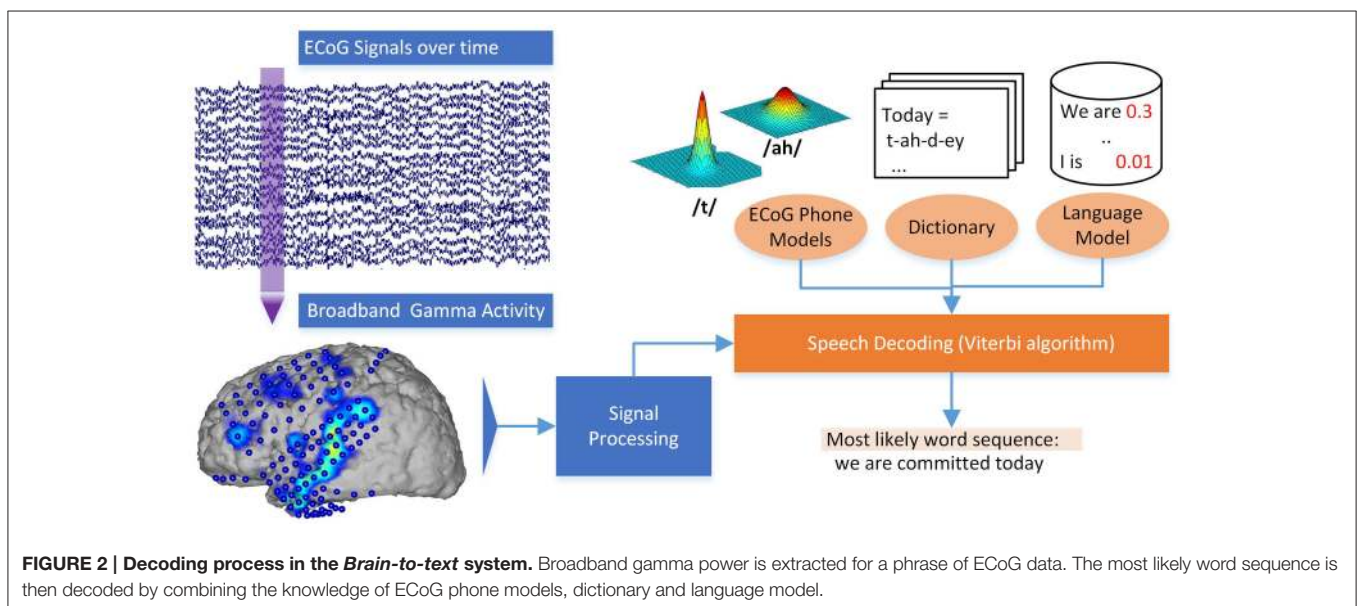 ECoG Signals over time
Broadband Gamma Activity
Signal
Processing
/t/
/ah/
Today =
t-ah-d-ey
...
We are 0.3
..
I is 0.01
ECoG Phone
Models
Dictionary
Language
Model
Speech Decoding (Viterbi algorithm)
Most likely word sequence:
we are committed today
FIGURE 2 | Decoding process in the Brain-to-text system. Broadband gamma power is extracted for a phrase of ECoG data. The most likely word sequence is
then decoded by combining the knowledge of ECoG phone models, dictionary and language model.